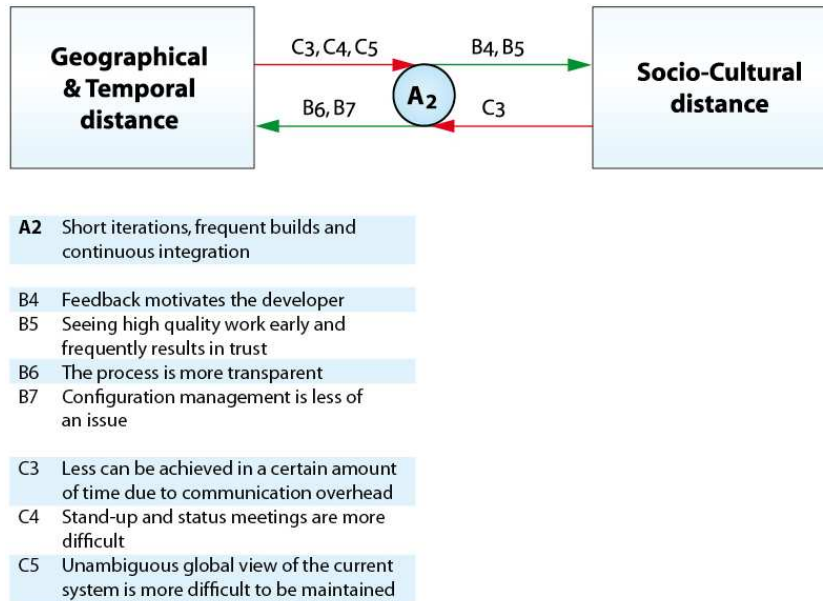 Geographical
& Temporal
distance
C3, C4, C5
B4, B5
A2
B6, B7
C3
Socio-Cultural
distance
A2 Short iterations, frequent builds and
continuous integration
B4 Feedback motivates the developer
B5 Seeing high quality work early and
frequently results in trust
B6 The process is more transparent
B7 Configuration management is less of
an issue
C3 Less can be achieved in a certain amount
of time due to communication overhead
C4 Stand-up and status meetings are more
difficult
C5 Unambiguous global view of the current
system is more difficult to be maintained